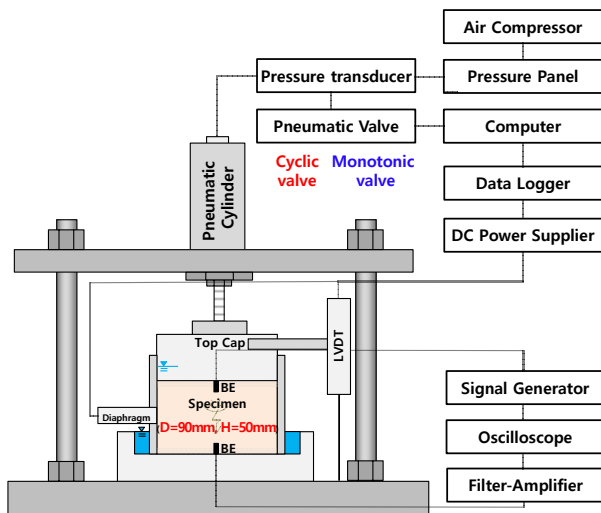 Air Compressor
Pressure transducer
Pressure Panel
Pneumatic Valve
Computer
Cyclic
valve
Monotonic
valve
Pneumatic
Cylinder
Data Logger
DC Power Supplier
Top Cap
LVDT
BE
Specimen
(D=90mm, H=50mm)
Diaphragm
BE
Signal Generator
Oscilloscope
Filter-Amplifier